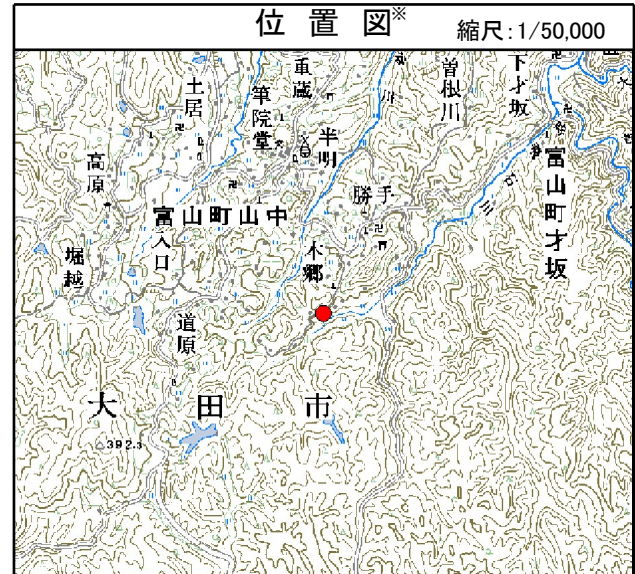 位置図※ 縮尺:1/50,000
重蔵
曽根川
下才坂
土居
筆院堂
半明
高原
勝手
富山町山中
富山町才坂
入口
本郷
堀越
道原
大田市
392.3
川